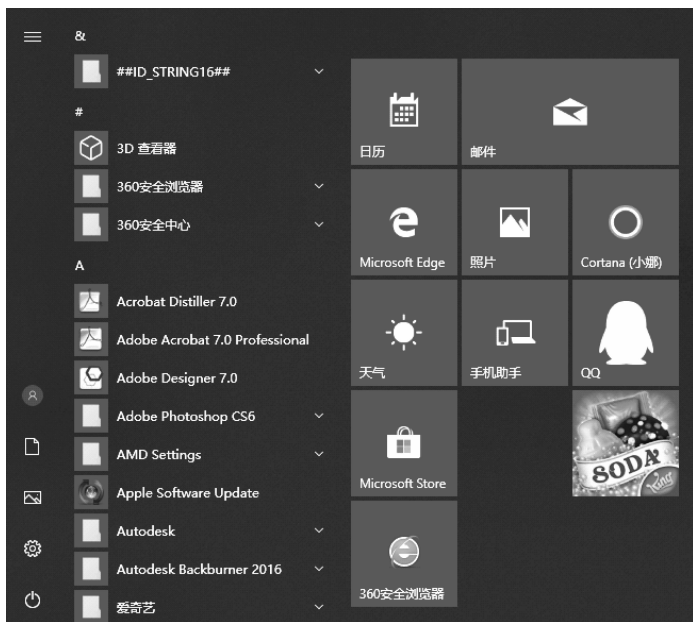 &
##ID_STRING16##
#
3D 查看器
360安全浏览器
360安全中心
A
Acrobat Distiller 7.0
Adobe Acrobat 7.0 Professional
Adobe Designer 7.0
Adobe Photoshop CS6
AMD Settings
Apple Software Update
Autodesk
Autodesk Backburner 2016
爱奇艺
日历
邮件
Microsoft Edge
照片
Cortana (小娜)
天气
手机助手
QQ
Microsoft Store
SODA
King
360安全浏览器